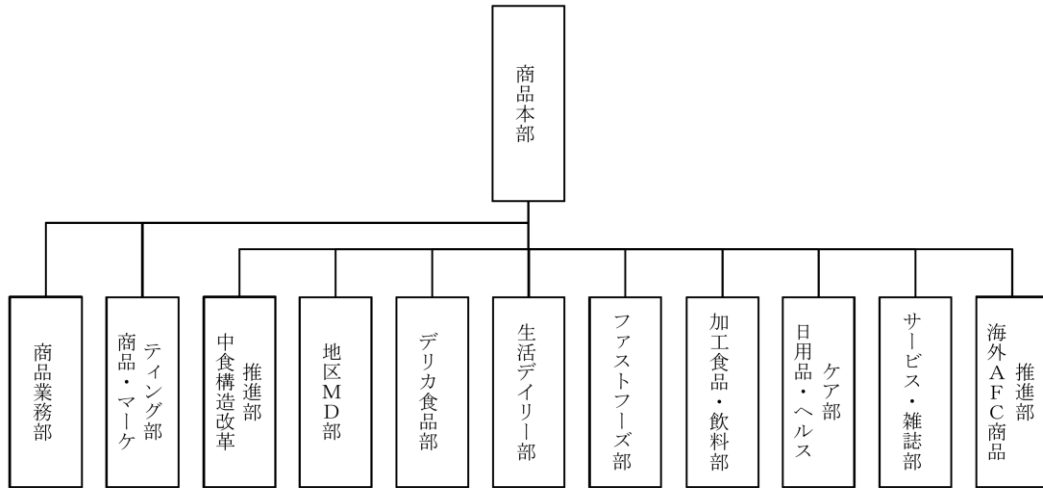 商品本部
商品業務部
商品・マーケ
ティング部
中食構造改革
推進部
地区MD部
デリカ食品部
生活デイリー部
ファストフーズ部
加工食品・飲料部
日用品・ヘルス
ケア部
サービス・雑誌部
海外AFC商品
推進部